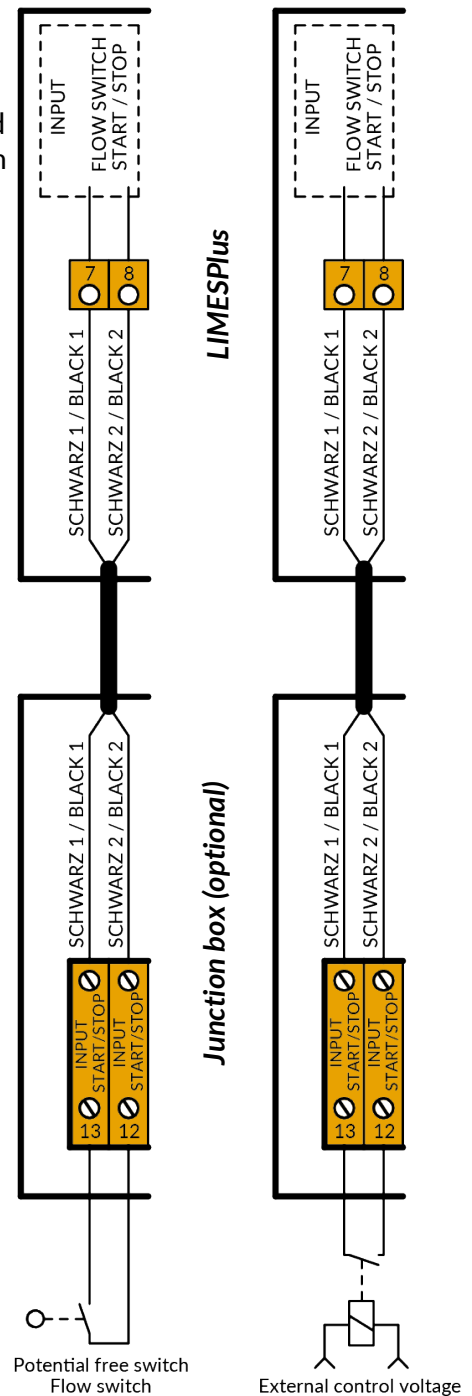 INPUT
FLOW SWITCH
START / STOP
7
8
SCHWARZ 1 / BLACK 1
SCHWARZ 2 / BLACK 2
SCHWARZ 1 / BLACK 1
SCHWARZ 2 / BLACK 2
INPUT
START/STOP
INPUT
START/STOP
13
12
Potential free switch
Flow switch
d
n
LIMESPlus
Junction box (optional)
INPUT
FLOW SWITCH
START / STOP
7
8
SCHWARZ 1 / BLACK 1
SCHWARZ 2 / BLACK 2
SCHWARZ 1 / BLACK 1
SCHWARZ 2 / BLACK 2
INPUT
START/STOP
INPUT
START/STOP
13
12
External control voltage